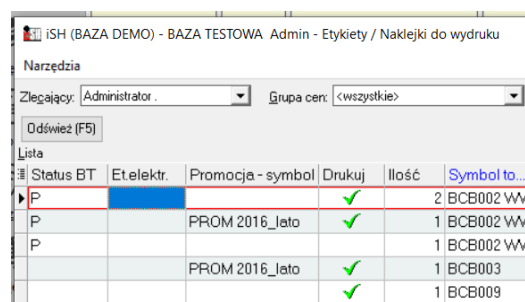 iSH (BAZA DEMO) - BAZA TESTOWA Admin - Etykiety / Naklejki do wydruku
Narzędzia
Zlecający: Administrator . Grupa cen: <wszystkie>
Odśwież (F5)
Lista
Status BT Et.elektr. Promocja - symbol Drukuj Ilość Symbol to...
P 2 BCB002
P PROM 2016_lato 1 BCB002
P 1 BCB002
PROM 2016_lato 1 BCB003
1 BCB009